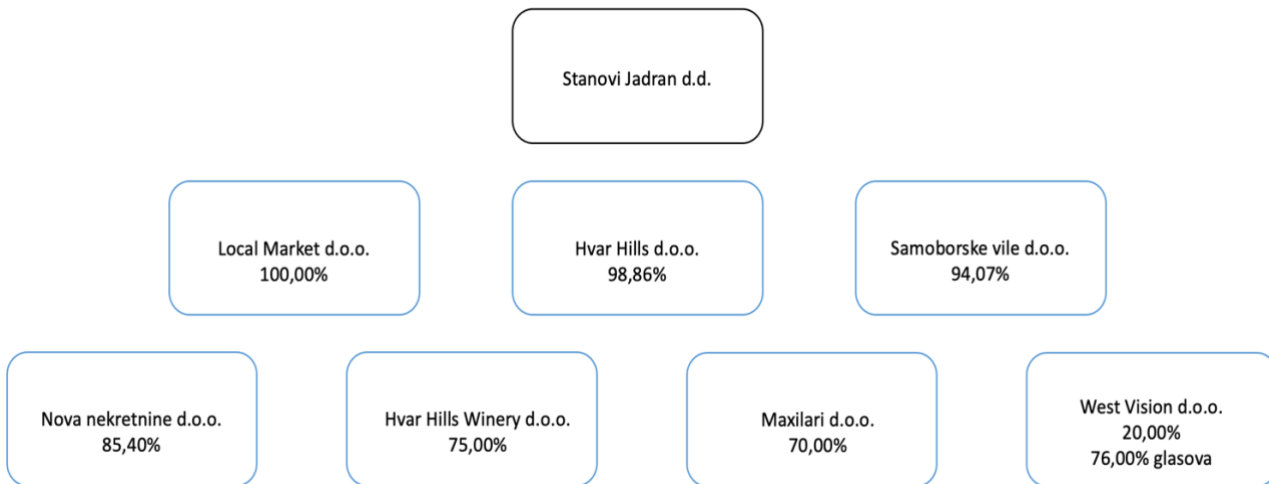 Stanovi Jadran d.d.
Local Market d.o.o.
100,00%
Hvar Hills d.o.o.
98,86%
Samoborske vile d.o.o.
94,07%
Nova nekretnine d.o.o.
85,40%
Hvar Hills Winery d.o.o.
75,00%
Maxilari d.o.o.
70,00%
West Vision d.o.o.
20,00%
76,00% glasova